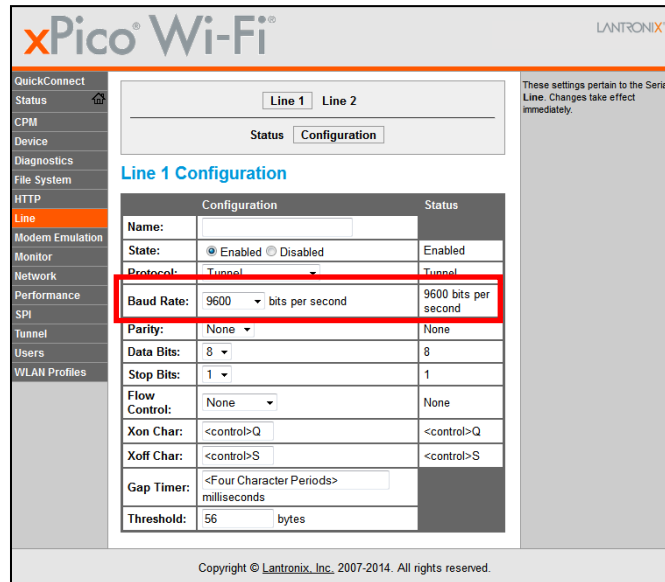 xPico® Wi-Fi®
LANTRONIX®
QuickConnect
Status
CPM
Device
Diagnostics
File System
HTTP
Line
Modem Emulation
Monitor
Network
Performance
SPI
Tunnel
Users
WLAN Profiles
Line 1 Line 2
Status Configuration
Line 1 Configuration
Configuration Status
Name:
State: Enabled Disabled Enabled
Protocol: Tunnel Tunnel
Baud Rate: 9600 bits per second 9600 bits per
second
Parity: None None
Data Bits: 8 8
Stop Bits: 1 1
Flow
Control: None None
Xon Char: <control>Q <control>Q
Xoff Char: <control>S <control>S
Gap Timer: <Four Character Periods>
milliseconds
Threshold: 56 bytes
These settings pertain to the Seria
Line. Changes take effect
immediately.
Copyright © Lantronix, Inc. 2007-2014. All rights reserved.